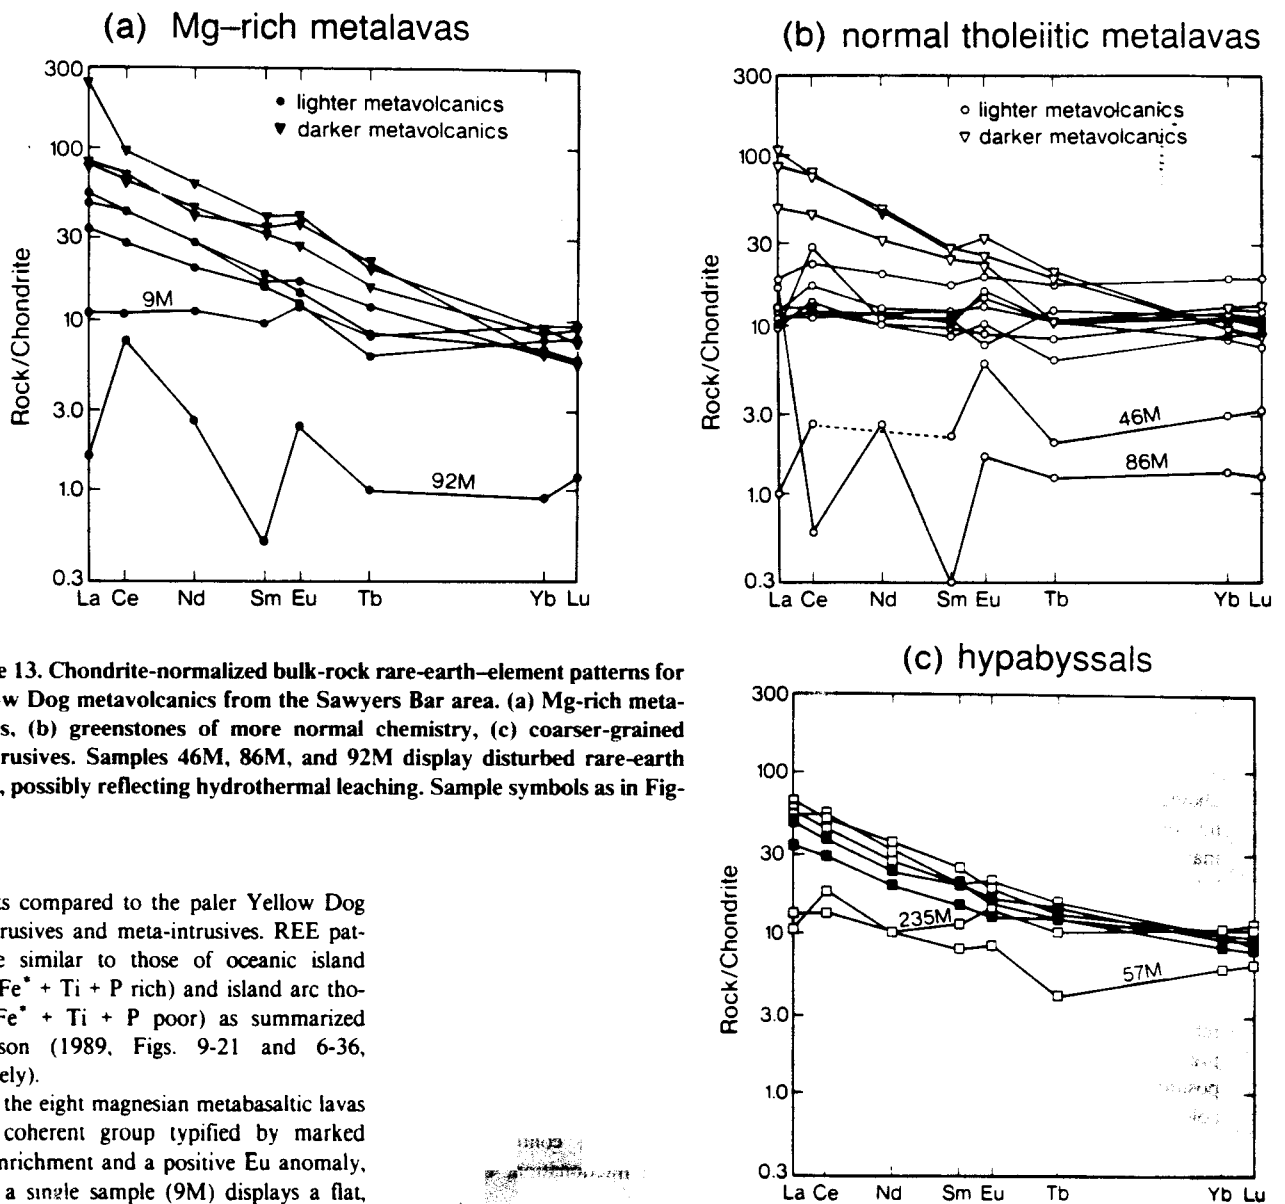 (a) Mg–rich metalavas
300
100
30
10
3.0
1.0
0.3
Rock/Chondrite
lighter metavolcanics
darker metavolcanics
9M
92M
La Ce Nd Sm Eu Tb Yb Lu
(b) normal tholeiitic metalavas
300
100
30
10
3.0
1.0
0.3
Rock/Chondrite
lighter metavolcanics
darker metavolcanics
46M
86M
La Ce Nd Sm Eu Tb Yb Lu
e 13. Chondrite-normalized bulk-rock rare-earth–element patterns for
w Dog metavolcanics from the Sawyers Bar area. (a) Mg-rich meta-
s, (b) greenstones of more normal chemistry, (c) coarser-grained
rusives. Samples 46M, 86M, and 92M display disturbed rare-earth
, possibly reflecting hydrothermal leaching. Sample symbols as in Fig-
s compared to the paler Yellow Dog
rusives and meta-intrusives. REE pat-
e similar to those of oceanic island
Fe* + Ti + P rich) and island arc tho-
Fe* + Ti + P poor) as summarized
son (1989, Figs. 9-21 and 6-36,
ely).
the eight magnesian metabasaltic lavas
coherent group typified by marked
nrichment and a positive Eu anomaly,
a single sample (9M) displays a flat,
(c) hypabyssals
300
100
30
10
3.0
1.0
0.3
Rock/Chondrite
235M
57M
La Ce Nd Sm Eu Tb Yb Lu